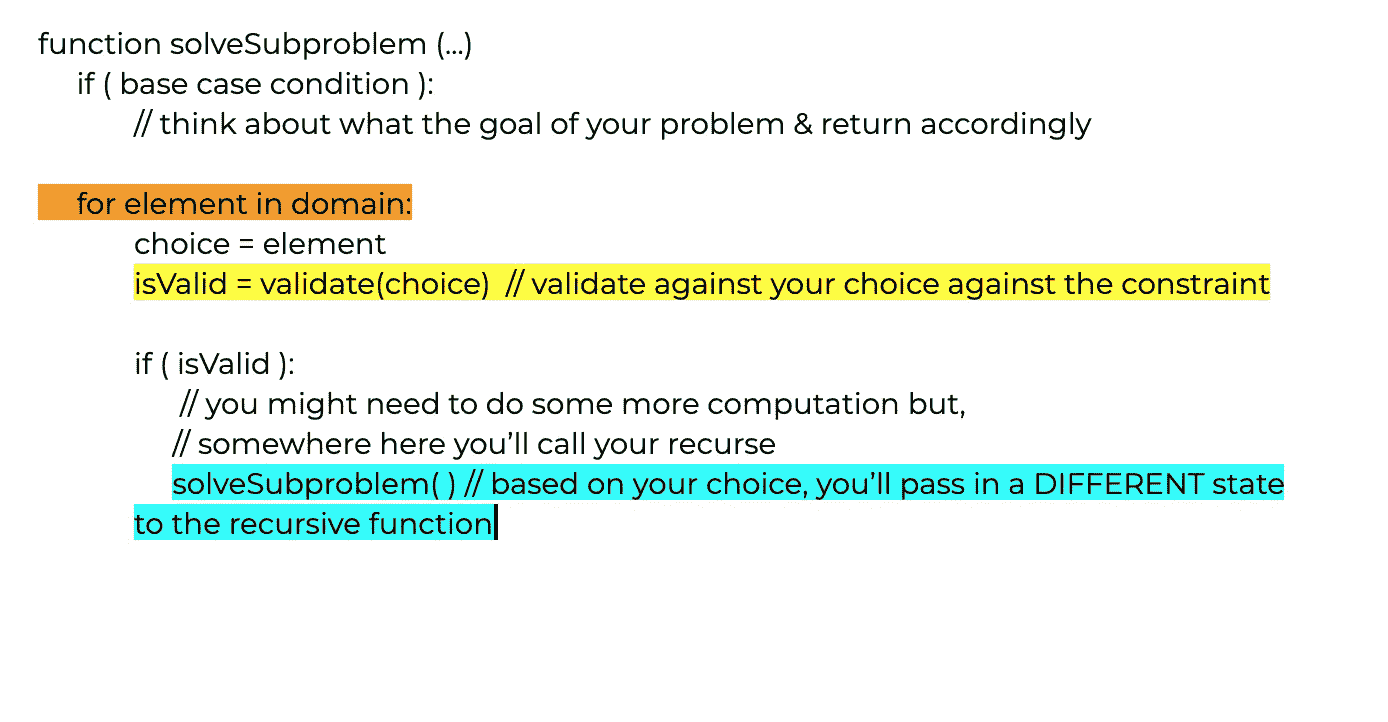 function solveSubproblem (...)
if ( base case condition ):
// think about what the goal of your problem & return accordingly
for element in domain:
choice = element
isValid = validate(choice)  // validate against your choice against the constraint
if ( isValid ):
// you might need to do some more computation but,
// somewhere here you’ll call your recurse
solveSubproblem( ) // based on your choice, you’ll pass in a DIFFERENT state
to the recursive function